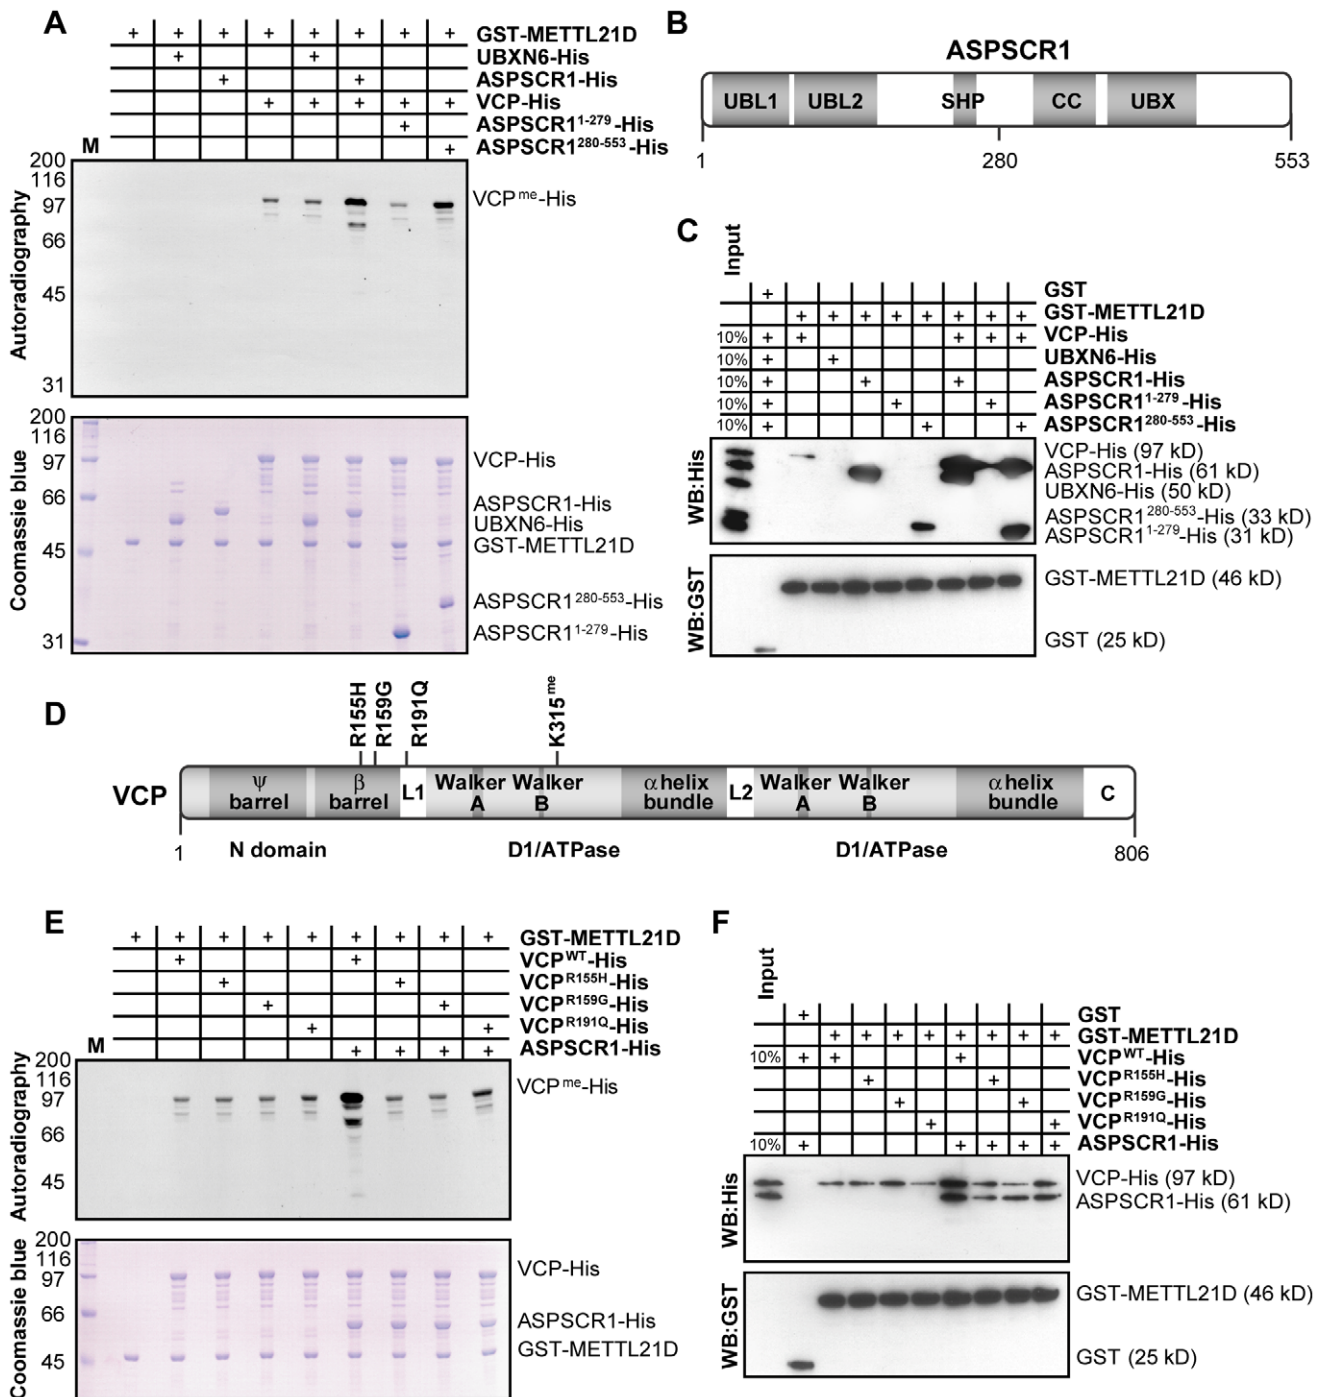 A
+ + + + + + + + GST-METTL21D
+ + UBXN6-His
+ + ASPSCR1-His
+ + + + + VCP-His
+ ASPSCR1¹⁻²⁷⁹-His
M + ASPSCR1²⁸⁰⁻⁵⁵³-His
Autoradiography
200
116
97 VCPᵐᵉ-His
66
45
31
Coomassie blue
200
116
97 VCP-His
66
ASPSCR1-His
UBXN6-His
45 GST-METTL21D
ASPSCR1²⁸⁰⁻⁵⁵³-His
31 ASPSCR1¹⁻²⁷⁹-His
B
ASPSCR1
UBL1 UBL2 SHP CC UBX
1 280 553
C
Input
+ GST
+ + + + + + + + GST-METTL21D
10% + + + + + VCP-His
10% + + UBXN6-His
10% + + + ASPSCR1-His
10% + + + ASPSCR1¹⁻²⁷⁹-His
10% + + + ASPSCR1²⁸⁰⁻⁵⁵³-His
WB:His
VCP-His (97 kD)
ASPSCR1-His (61 kD)
UBXN6-His (50 kD)
ASPSCR1²⁸⁰⁻⁵⁵³-His (33 kD)
ASPSCR1¹⁻²⁷⁹-His (31 kD)
WB:GST
GST-METTL21D (46 kD)
GST (25 kD)
D
R155H R159G R191Q K315ᵐᵉ
VCP
ψ barrel β barrel L1 Walker A Walker B α helix bundle L2 Walker A Walker B α helix bundle C
1 N domain D1/ATPase D1/ATPase 806
E
+ + + + + + + + + GST-METTL21D
+ + VCPᵂᵀ-His
+ + VCPᴿ¹⁵⁵ᴴ-His
+ + VCPᴿ¹⁵⁹ᴳ-His
+ + VCP^R191Q-His
M + + + + ASPSCR1-His
Autoradiography
200
116
97 VCPᵐᵉ-His
66
45
Coomassie blue
200
116
97 VCP-His
66 ASPSCR1-His
45 GST-METTL21D
F
Input
+ GST
+ + + + + + + + GST-METTL21D
10% + + + VCPᵂᵀ-His
+ + VCPᴿ¹⁵⁵ᴴ-His
+ + VCPᴿ¹⁵⁹ᴳ-His
+ + VCP^R191Q-His
10% + + + + + ASPSCR1-His
WB:His
VCP-His (97 kD)
ASPSCR1-His (61 kD)
WB:GST
GST-METTL21D (46 kD)
GST (25 kD)